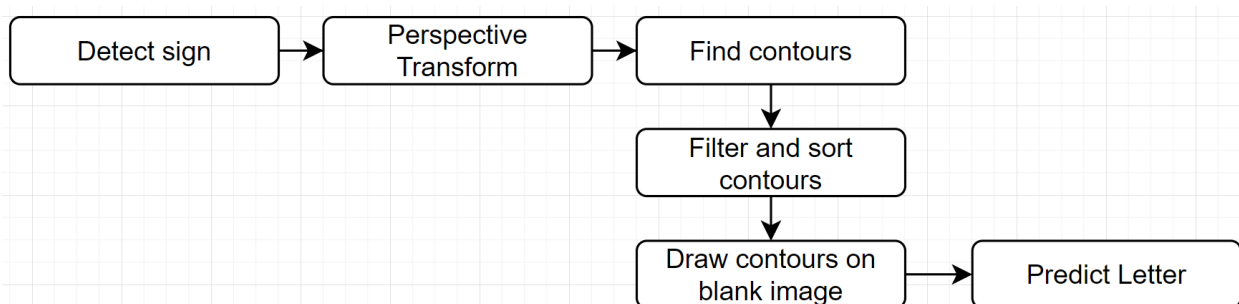 Detect sign
Perspective
Transform
Find contours
Filter and sort
contours
Draw contours on
blank image
Predict Letter